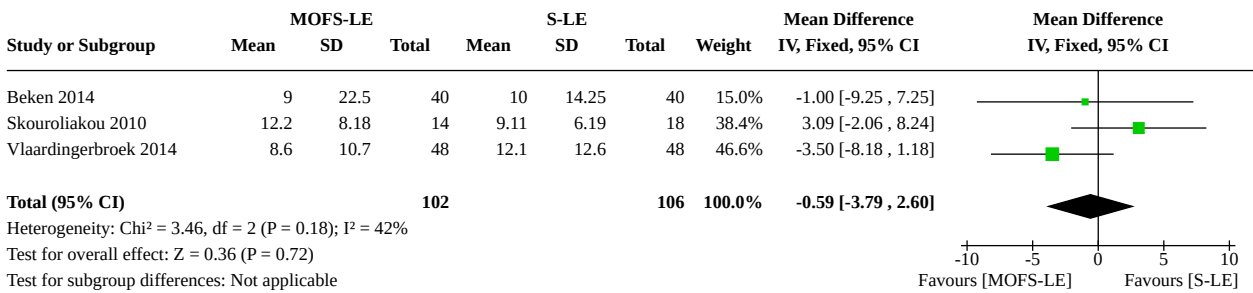 MOFS-LE S-LE Mean Difference Mean Difference
Study or Subgroup Mean SD Total Mean SD Total Weight IV, Fixed, 95% CI IV, Fixed, 95% CI
Beken 2014 9 22.5 40 10 14.25 40 15.0% -1.00 [-9.25 , 7.25]
Skouroliakou 2010 12.2 8.18 14 9.11 6.19 18 38.4% 3.09 [-2.06 , 8.24]
Vlaardingerbroek 2014 8.6 10.7 48 12.1 12.6 48 46.6% -3.50 [-8.18 , 1.18]
Total (95% CI) 102 106 100.0% -0.59 [-3.79 , 2.60]
Heterogeneity: Chi² = 3.46, df = 2 (P = 0.18); I² = 42%
Test for overall effect: Z = 0.36 (P = 0.72) -10 -5 0 5 10
Test for subgroup differences: Not applicable Favours [MOFS-LE] Favours [S-LE]